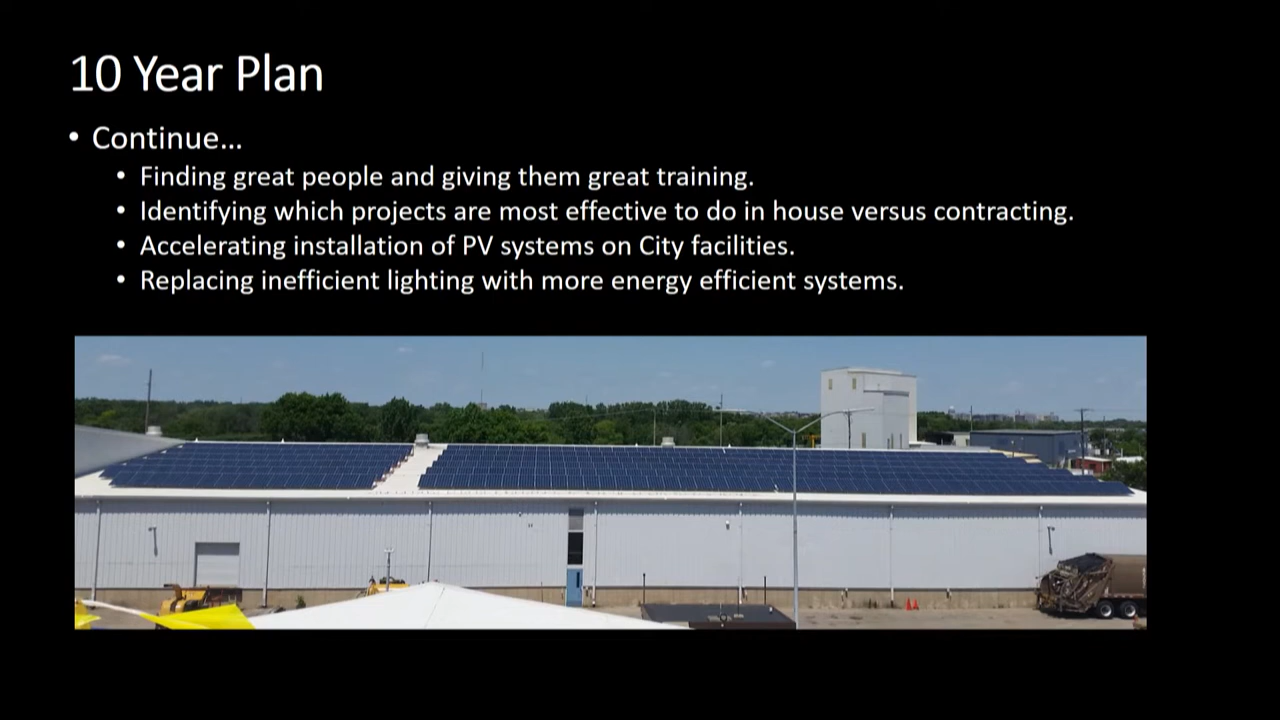 10 Year Plan
• Continue…
• Finding great people and giving them great training.
• Identifying which projects are most effective to do in house versus contracting.
• Accelerating installation of PV systems on City facilities.
• Replacing inefficient lighting with more energy efficient systems.